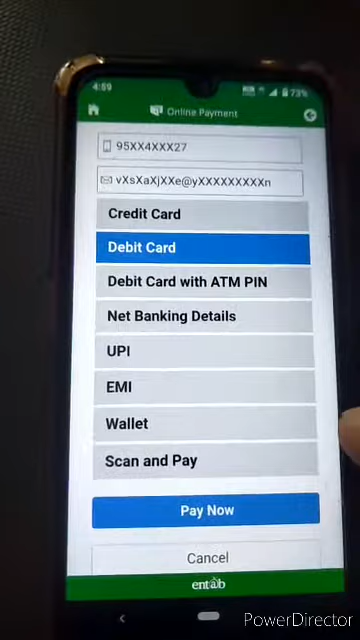 4:59
73%
Online Payment
95XX4XXX27
vXsXaXjXXe@yXXXXXXXXXn
Credit Card
Debit Card
Debit Card with ATM PIN
Net Banking Details
UPI
EMI
Wallet
Scan and Pay
Pay Now
Cancel
entab
PowerDirector